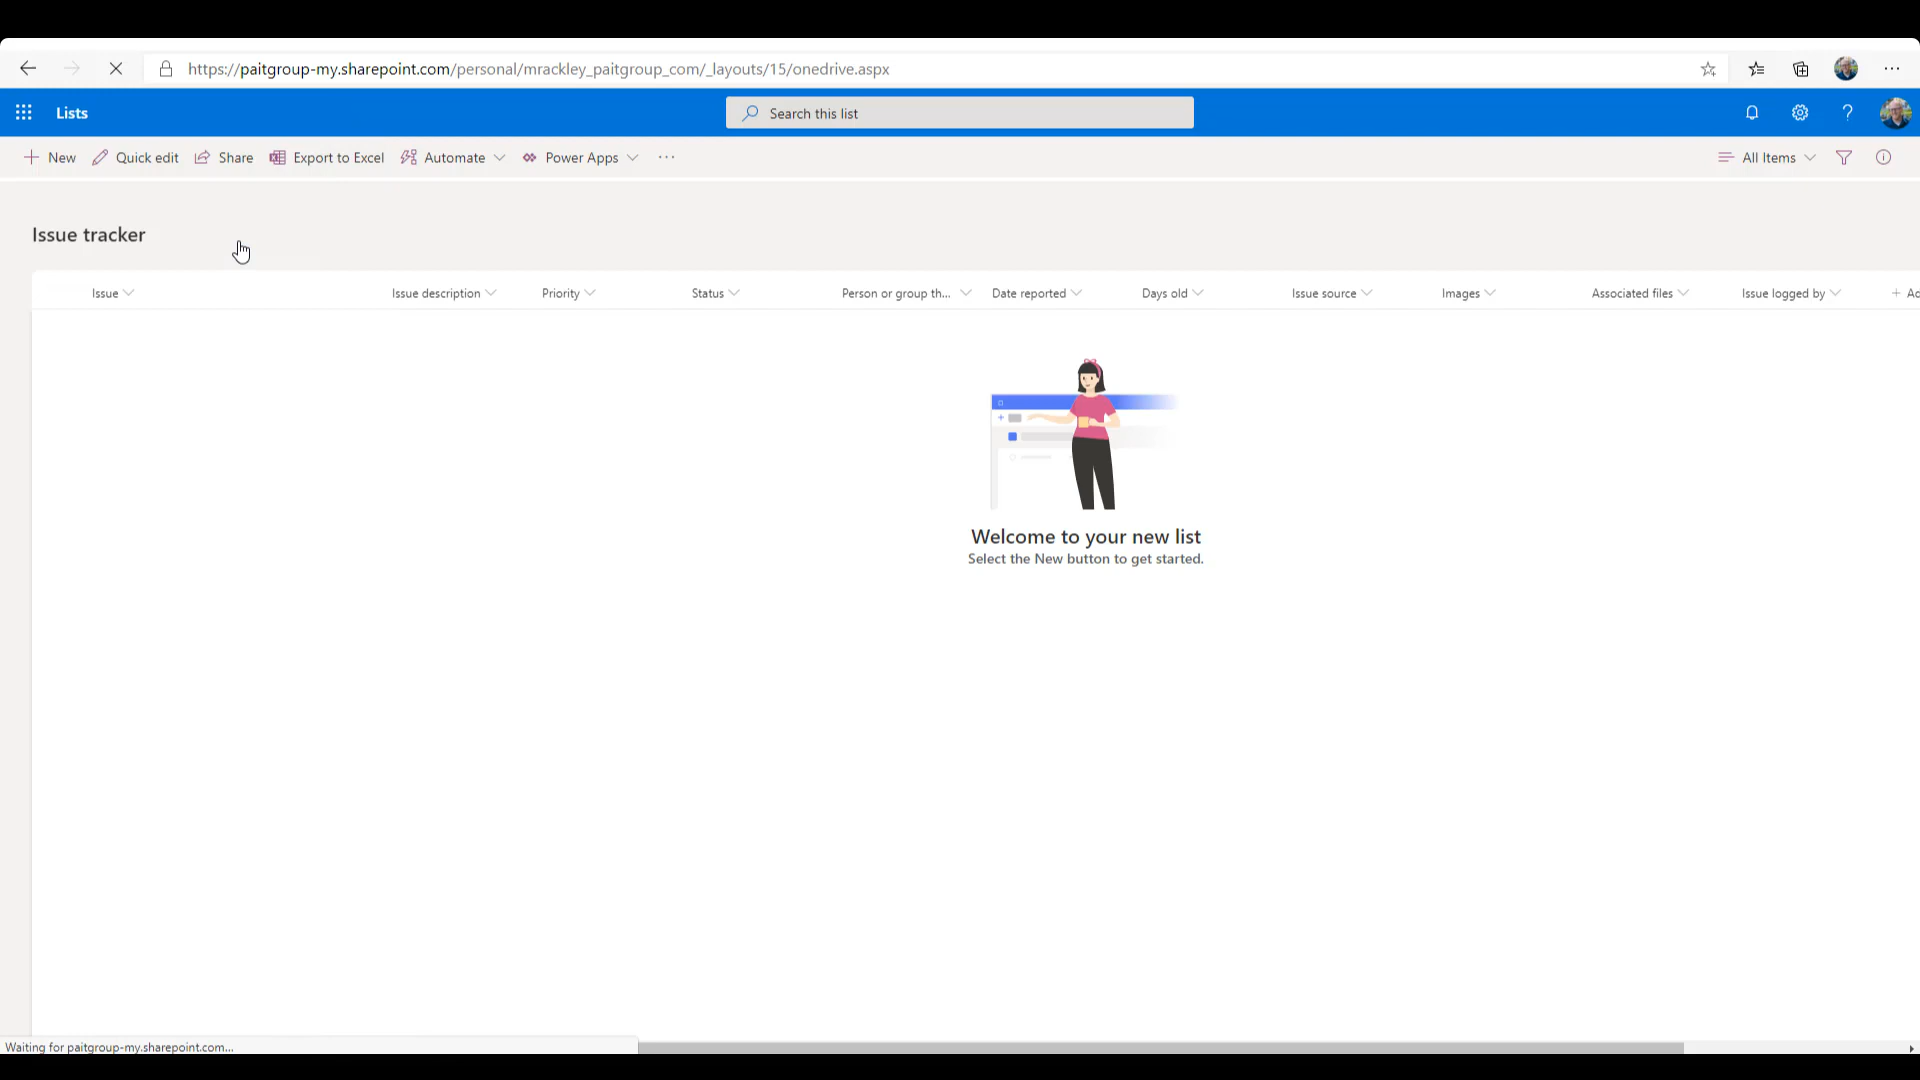 https://paitgroup-my.sharepoint.com/personal/mrackley_paitgroup_com/_layouts/15/onedrive.aspx
Lists
Search this list
New Quick edit Share Export to Excel Automate Power Apps ··· All Items
Issue tracker
Issue Issue description Priority Status Person or group th... Date reported Days old Issue source Images Associated files Issue logged by + Ad
Welcome to your new list
Select the New button to get started.
Waiting for paitgroup-my.sharepoint.com...